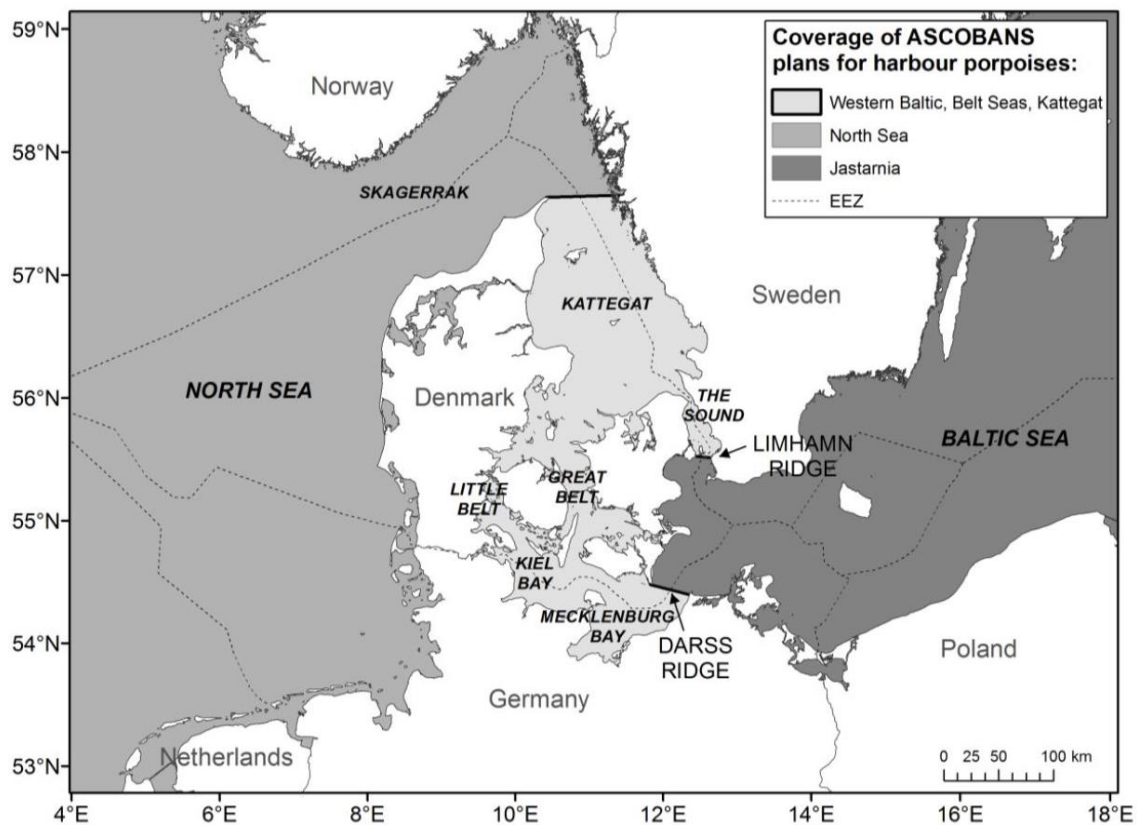 59°N
58°N
57°N
56°N
55°N
54°N
53°N
4°E
6°E
8°E
10°E
12°E
14°E
16°E
18°E
Coverage of ASCOBANS
plans for harbour porpoises:
Western Baltic, Belt Seas, Kattegat
North Sea
Jastarnia
EEZ
Norway
SKAGERRAK
KATTEGAT
Sweden
NORTH SEA
Denmark
THE
SOUND
LIMHAMN
RIDGE
BALTIC SEA
GREAT
BELT
LITTLE
BELT
KIEL
BAY
MECKLENBURG
BAY
DARSS
RIDGE
Poland
Germany
Netherlands
0 25 50 100 km